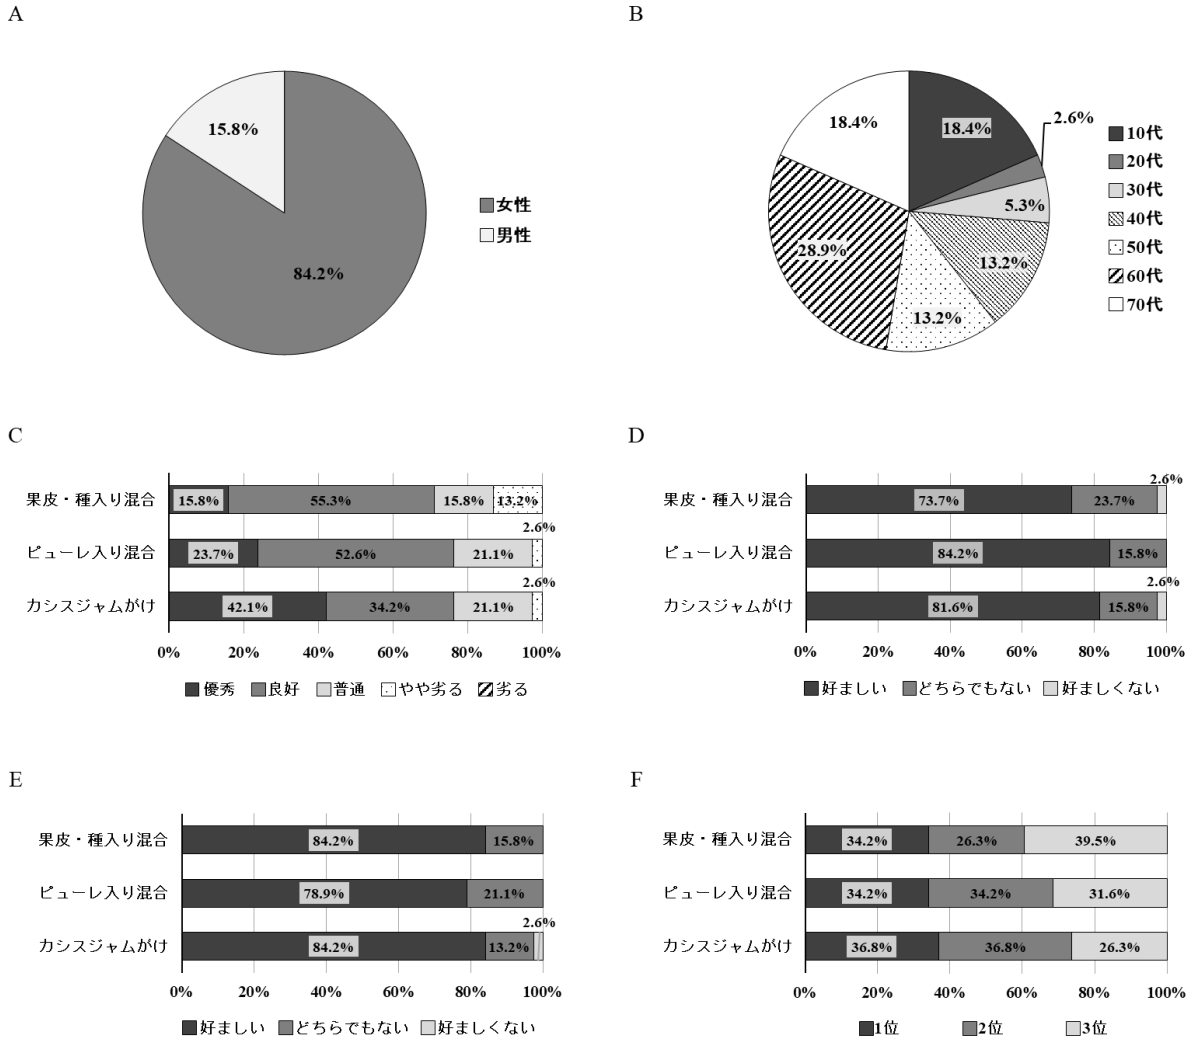 A
15.8%
84.2%
女性
男性
B
18.4%
18.4%
2.6%
5.3%
28.9%
13.2%
13.2%
10代
20代
30代
40代
50代
60代
70代
C
果皮・種入り混合 15.8% 55.3% 15.8% 13.2%
2.6%
ピューレ入り混合 23.7% 52.6% 21.1%
2.6%
カシスジャムがけ 42.1% 34.2% 21.1%
0% 20% 40% 60% 80% 100%
優秀 良好 普通 やや劣る 劣る
D
2.6%
果皮・種入り混合 73.7% 23.7%
ピューレ入り混合 84.2% 15.8%
2.6%
カシスジャムがけ 81.6% 15.8%
0% 20% 40% 60% 80% 100%
好ましい どちらでもない 好ましくない
E
果皮・種入り混合 84.2% 15.8%
ピューレ入り混合 78.9% 21.1%
2.6%
カシスジャムがけ 84.2% 13.2%
0% 20% 40% 60% 80% 100%
好ましい どちらでもない 好ましくない
F
果皮・種入り混合 34.2% 26.3% 39.5%
ピューレ入り混合 34.2% 34.2% 31.6%
カシスジャムがけ 36.8% 36.8% 26.3%
0% 20% 40% 60% 80% 100%
1位 2位 3位